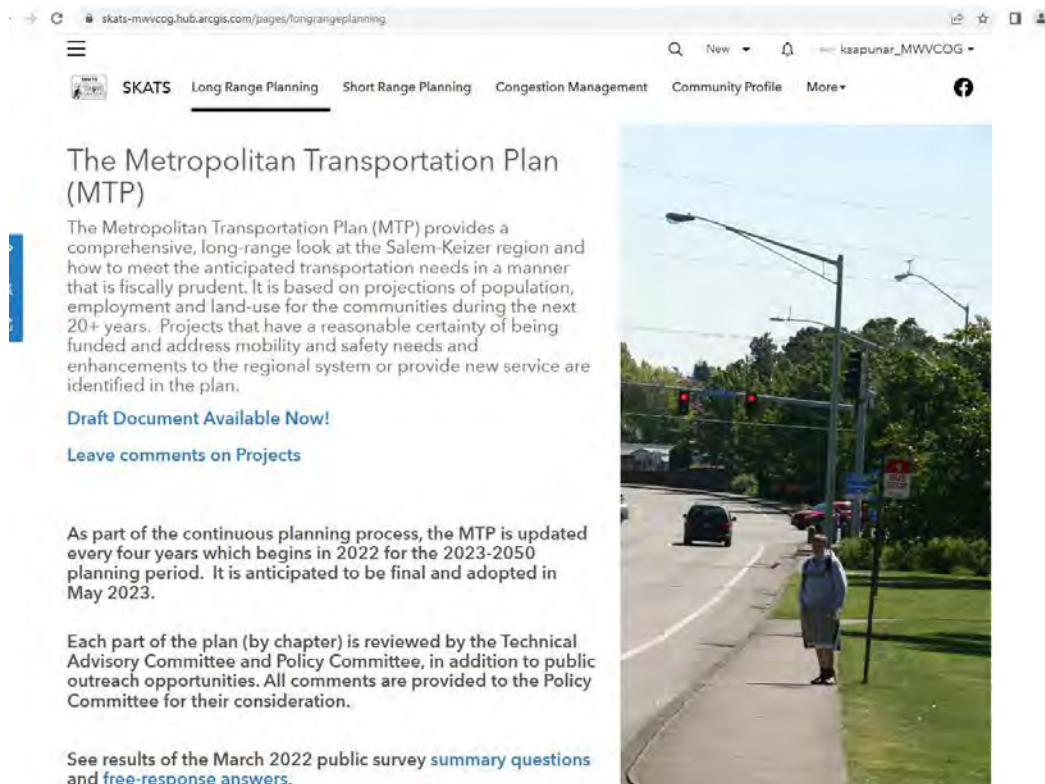 skats-mwvcog.hub.arcgis.com/pages/longrangeplanning
New
ksapunar_MWVCOG
SKATS
Long Range Planning
Short Range Planning
Congestion Management
Community Profile
More
The Metropolitan Transportation Plan
(MTP)
The Metropolitan Transportation Plan (MTP) provides a
comprehensive, long-range look at the Salem-Keizer region and
how to meet the anticipated transportation needs in a manner
that is fiscally prudent. It is based on projections of population,
employment and land-use for the communities during the next
20+ years. Projects that have a reasonable certainty of being
funded and address mobility and safety needs and
enhancements to the regional system or provide new service are
identified in the plan.
Draft Document Available Now!
Leave comments on Projects
As part of the continuous planning process, the MTP is updated
every four years which begins in 2022 for the 2023-2050
planning period. It is anticipated to be final and adopted in
May 2023.
Each part of the plan (by chapter) is reviewed by the Technical
Advisory Committee and Policy Committee, in addition to public
outreach opportunities. All comments are provided to the Policy
Committee for their consideration.
See results of the March 2022 public survey summary questions
and free-response answers.
BUS
STOP